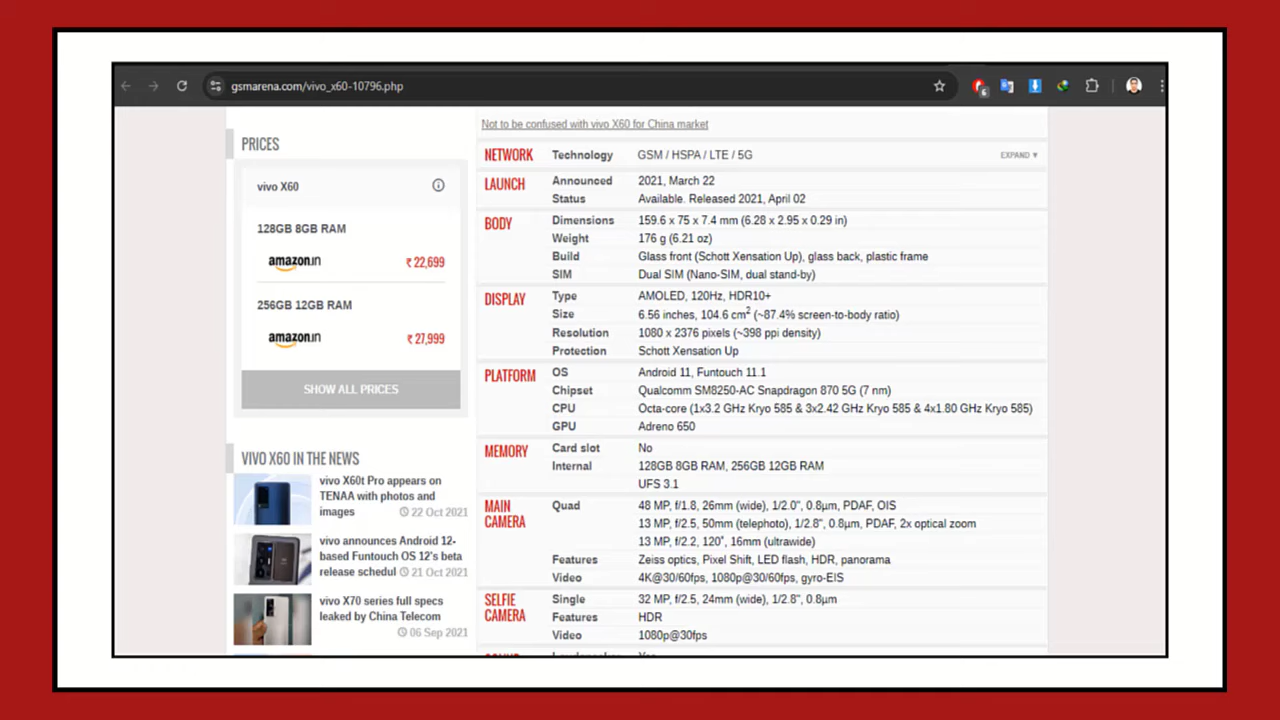 gsmarena.com/vivo_x60-10796.php
6
Not to be confused with vivo X60 for China market
PRICES
vivo X60
128GB 8GB RAM
amazon.in
₹ 22,699
256GB 12GB RAM
amazon.in
₹ 27,999
SHOW ALL PRICES
VIVO X60 IN THE NEWS
vivo X60t Pro appears on
TENAA with photos and
images 22 Oct 2021
vivo announces Android 12-
based Funtouch OS 12's beta
release schedul 21 Oct 2021
vivo X70 series full specs
leaked by China Telecom
06 Sep 2021
NETWORK Technology GSM / HSPA / LTE / 5G EXPAND ▼
LAUNCH Announced 2021, March 22
Status Available. Released 2021, April 02
BODY Dimensions 159.6 x 75 x 7.4 mm (6.28 x 2.95 x 0.29 in)
Weight 176 g (6.21 oz)
Build Glass front (Schott Xensation Up), glass back, plastic frame
SIM Dual SIM (Nano-SIM, dual stand-by)
DISPLAY Type AMOLED, 120Hz, HDR10+
Size 6.56 inches, 104.6 cm² (~87.4% screen-to-body ratio)
Resolution 1080 x 2376 pixels (~398 ppi density)
Protection Schott Xensation Up
PLATFORM OS Android 11, Funtouch 11.1
Chipset Qualcomm SM8250-AC Snapdragon 870 5G (7 nm)
CPU Octa-core (1x3.2 GHz Kryo 585 & 3x2.42 GHz Kryo 585 & 4x1.80 GHz Kryo 585)
GPU Adreno 650
MEMORY Card slot No
Internal 128GB 8GB RAM, 256GB 12GB RAM
UFS 3.1
MAIN CAMERA Quad 48 MP, f/1.8, 26mm (wide), 1/2.0", 0.8µm, PDAF, OIS
13 MP, f/2.5, 50mm (telephoto), 1/2.8", 0.8µm, PDAF, 2x optical zoom
13 MP, f/2.2, 120˚, 16mm (ultrawide)
Features Zeiss optics, Pixel Shift, LED flash, HDR, panorama
Video 4K@30/60fps, 1080p@30/60fps, gyro-EIS
SELFIE CAMERA Single 32 MP, f/2.5, 24mm (wide), 1/2.8", 0.8µm
Features HDR
Video 1080p@30fps